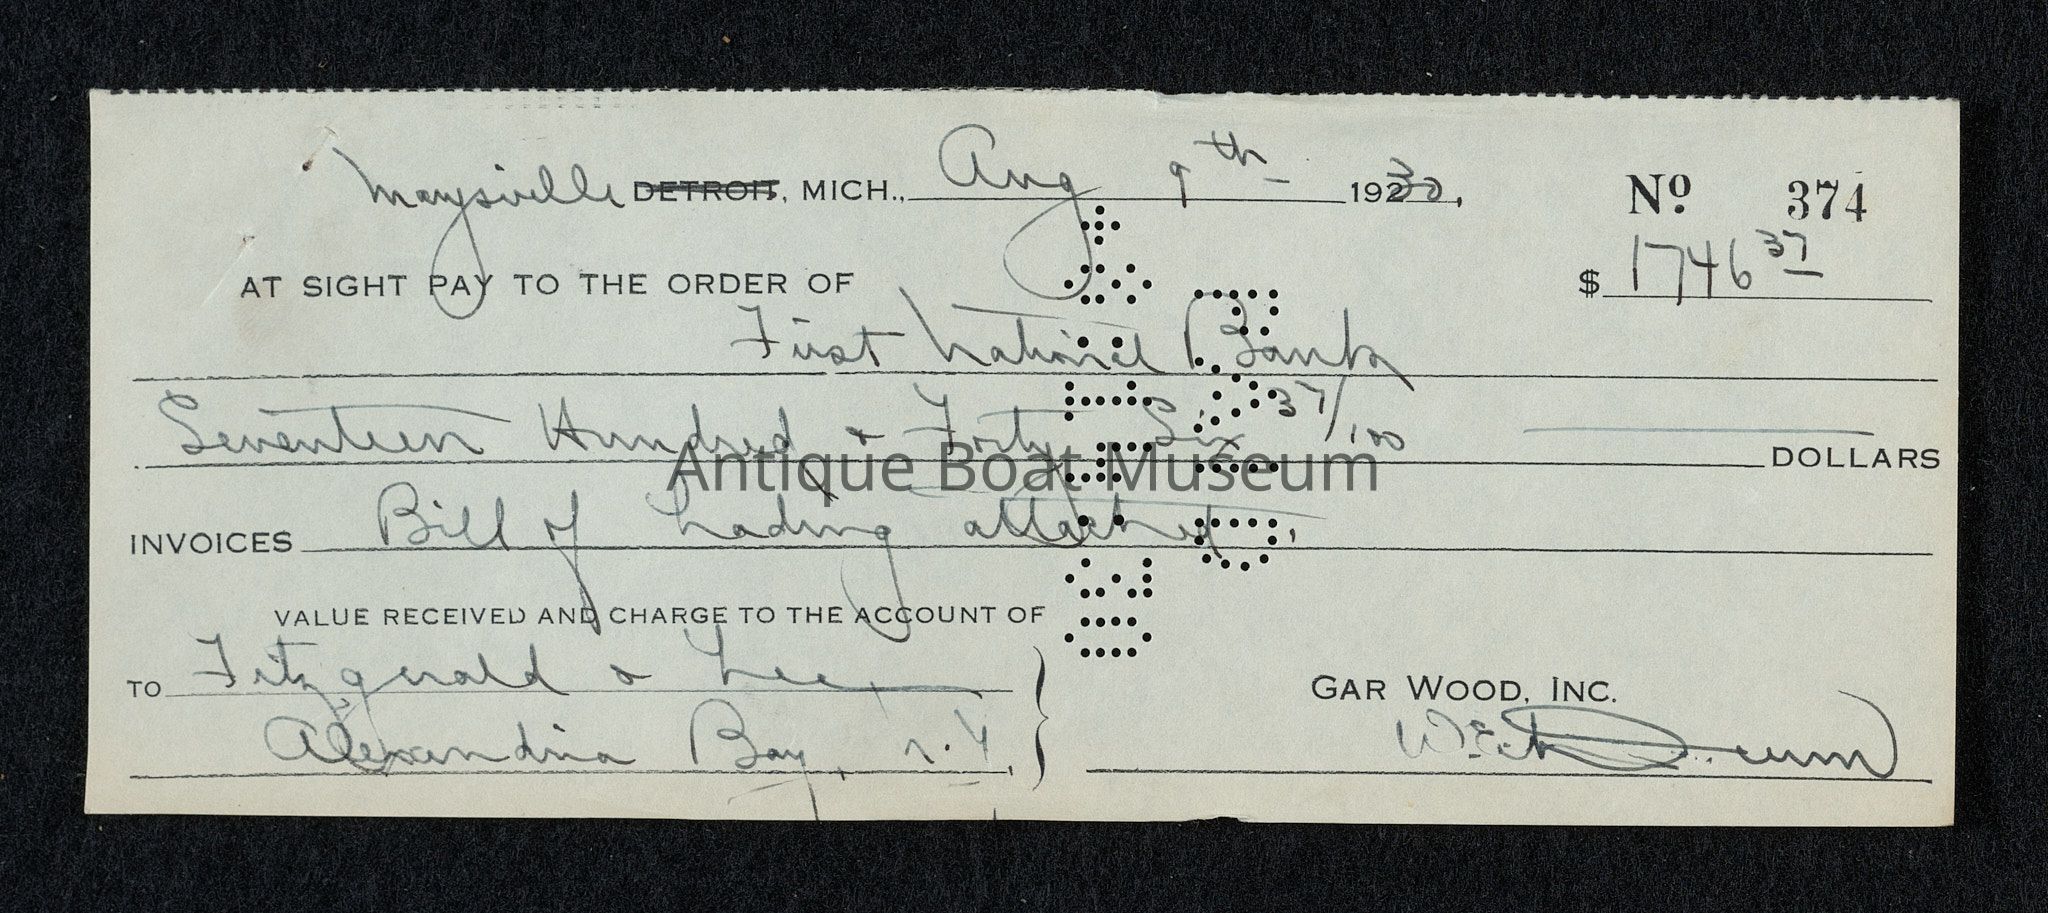 Maysville DETROIT, MICH., Aug 9th 1930, No 374
AT SIGHT PAY TO THE ORDER OF $ 1746 37
First National Bank
Seventeen Hundred & Forty Six 37/100 DOLLARS
Antique Boat Museum
INVOICES Bill of Lading attached.
VALUE RECEIVED AND CHARGE TO THE ACCOUNT OF
TO Fitzgerald & Lee,
Alexandria Bay, N.Y.
GAR WOOD, INC.